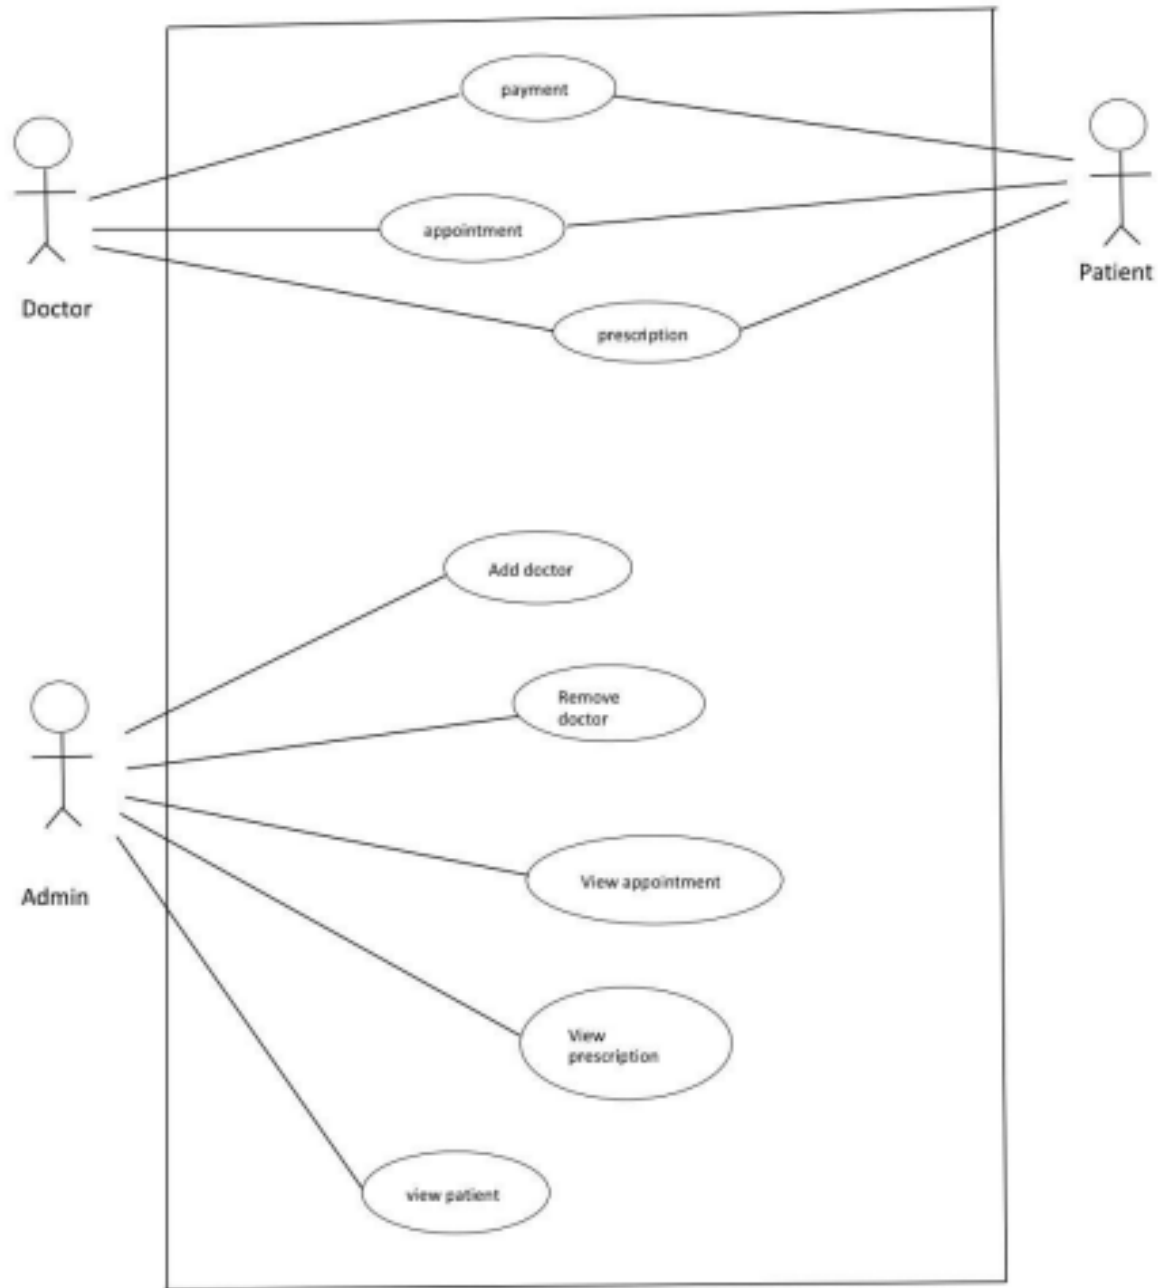 payment
appointment
Doctor
Patient
prescription
Add doctor
Remove
doctor
View appointment
Admin
View
prescription
view patient